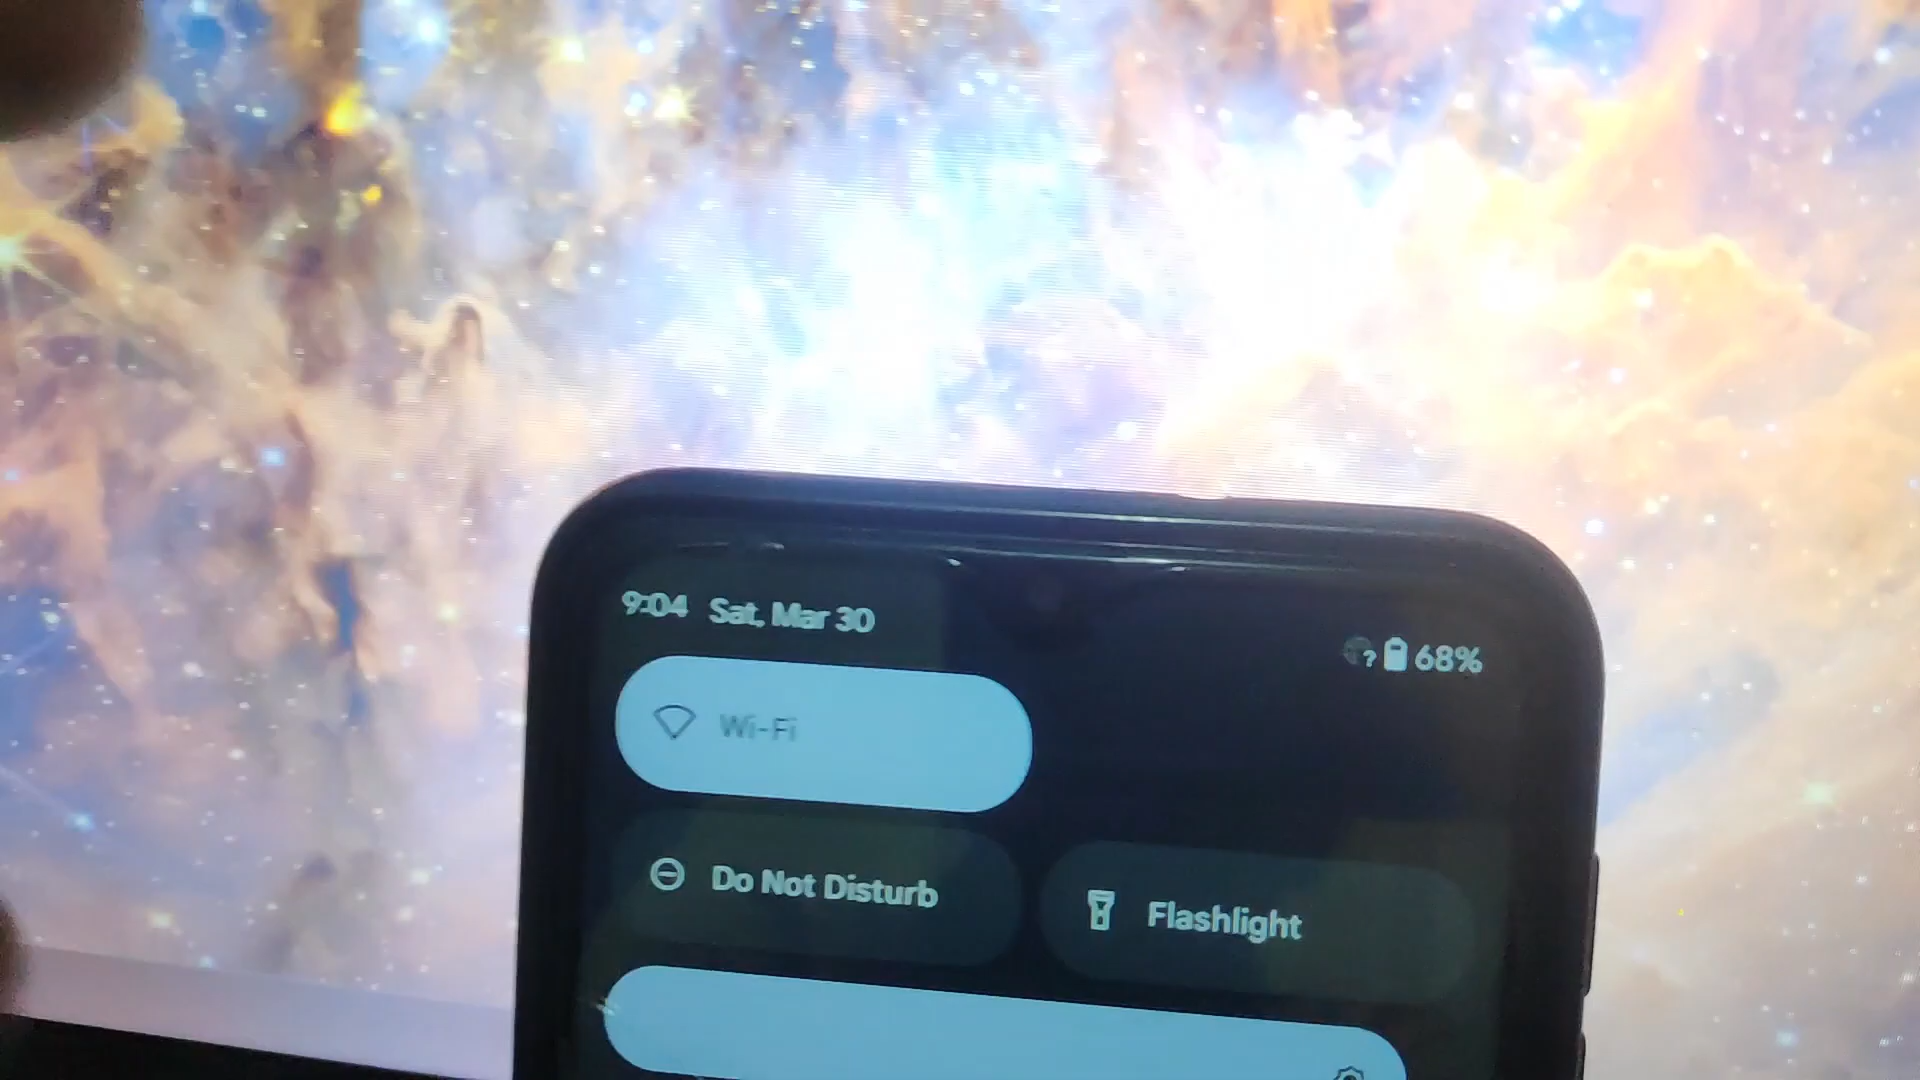 9:04 Sat, Mar 30
? 68%
Wi-Fi
Do Not Disturb
Flashlight